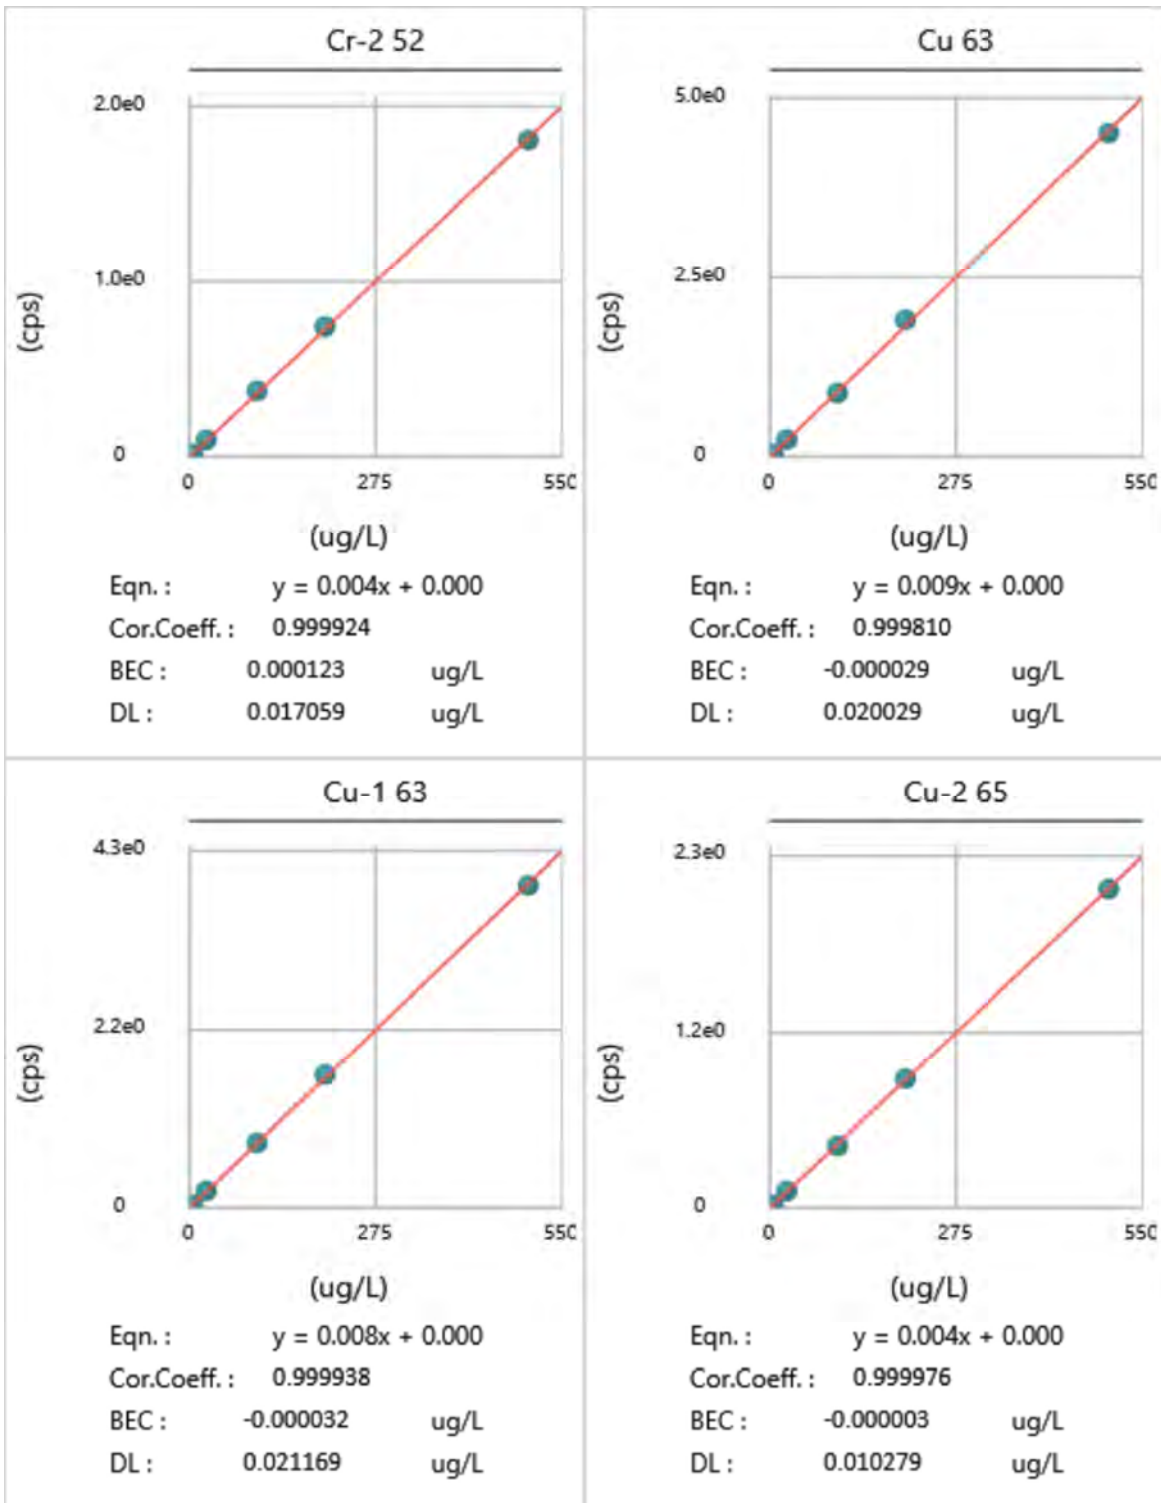 Cr-2 52
2.0e0
1.0e0
0
(cps)
0 275 550
(ug/L)
Eqn. : y = 0.004x + 0.000
Cor.Coeff. : 0.999924
BEC : 0.000123 ug/L
DL : 0.017059 ug/L
Cu 63
5.0e0
2.5e0
0
(cps)
0 275 550
(ug/L)
Eqn. : y = 0.009x + 0.000
Cor.Coeff. : 0.999810
BEC : -0.000029 ug/L
DL : 0.020029 ug/L
Cu-1 63
4.3e0
2.2e0
0
(cps)
0 275 550
(ug/L)
Eqn. : y = 0.008x + 0.000
Cor.Coeff. : 0.999938
BEC : -0.000032 ug/L
DL : 0.021169 ug/L
Cu-2 65
2.3e0
1.2e0
0
(cps)
0 275 550
(ug/L)
Eqn. : y = 0.004x + 0.000
Cor.Coeff. : 0.999976
BEC : -0.000003 ug/L
DL : 0.010279 ug/L